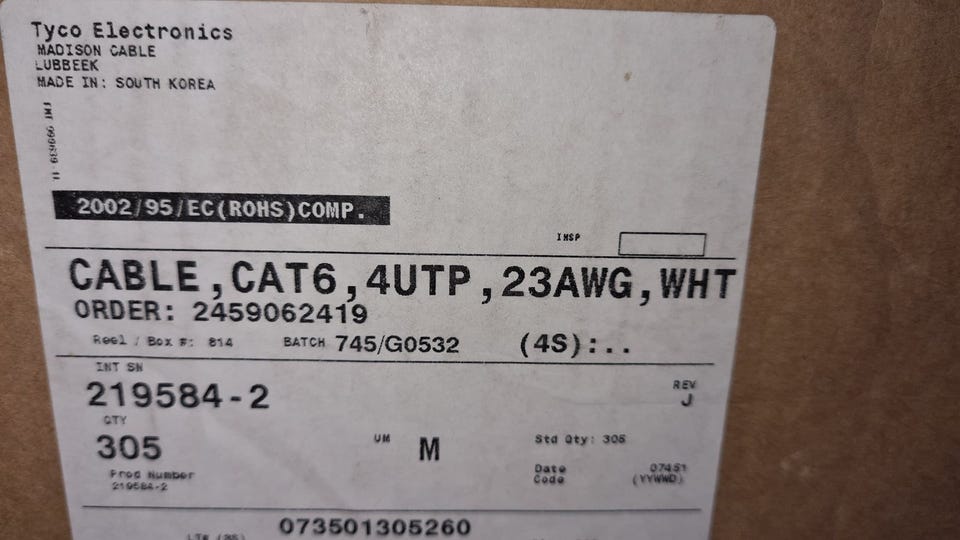 Tyco Electronics
MADISON CABLE
LUBBEEK
MADE IN: SOUTH KOREA
2002/95/EC(ROHS)COMP.
INSP
CABLE,CAT6,4UTP,23AWG,WHT
ORDER: 2459062419
Reel / Box #: 814 BATCH 745/G0532 (4S):..
INT SN
219584-2
REV
J
QTY
305
UM M
Std Qty: 305
Prod Number
219584-2
Date Code 07451
(YYWWD)
073501305260